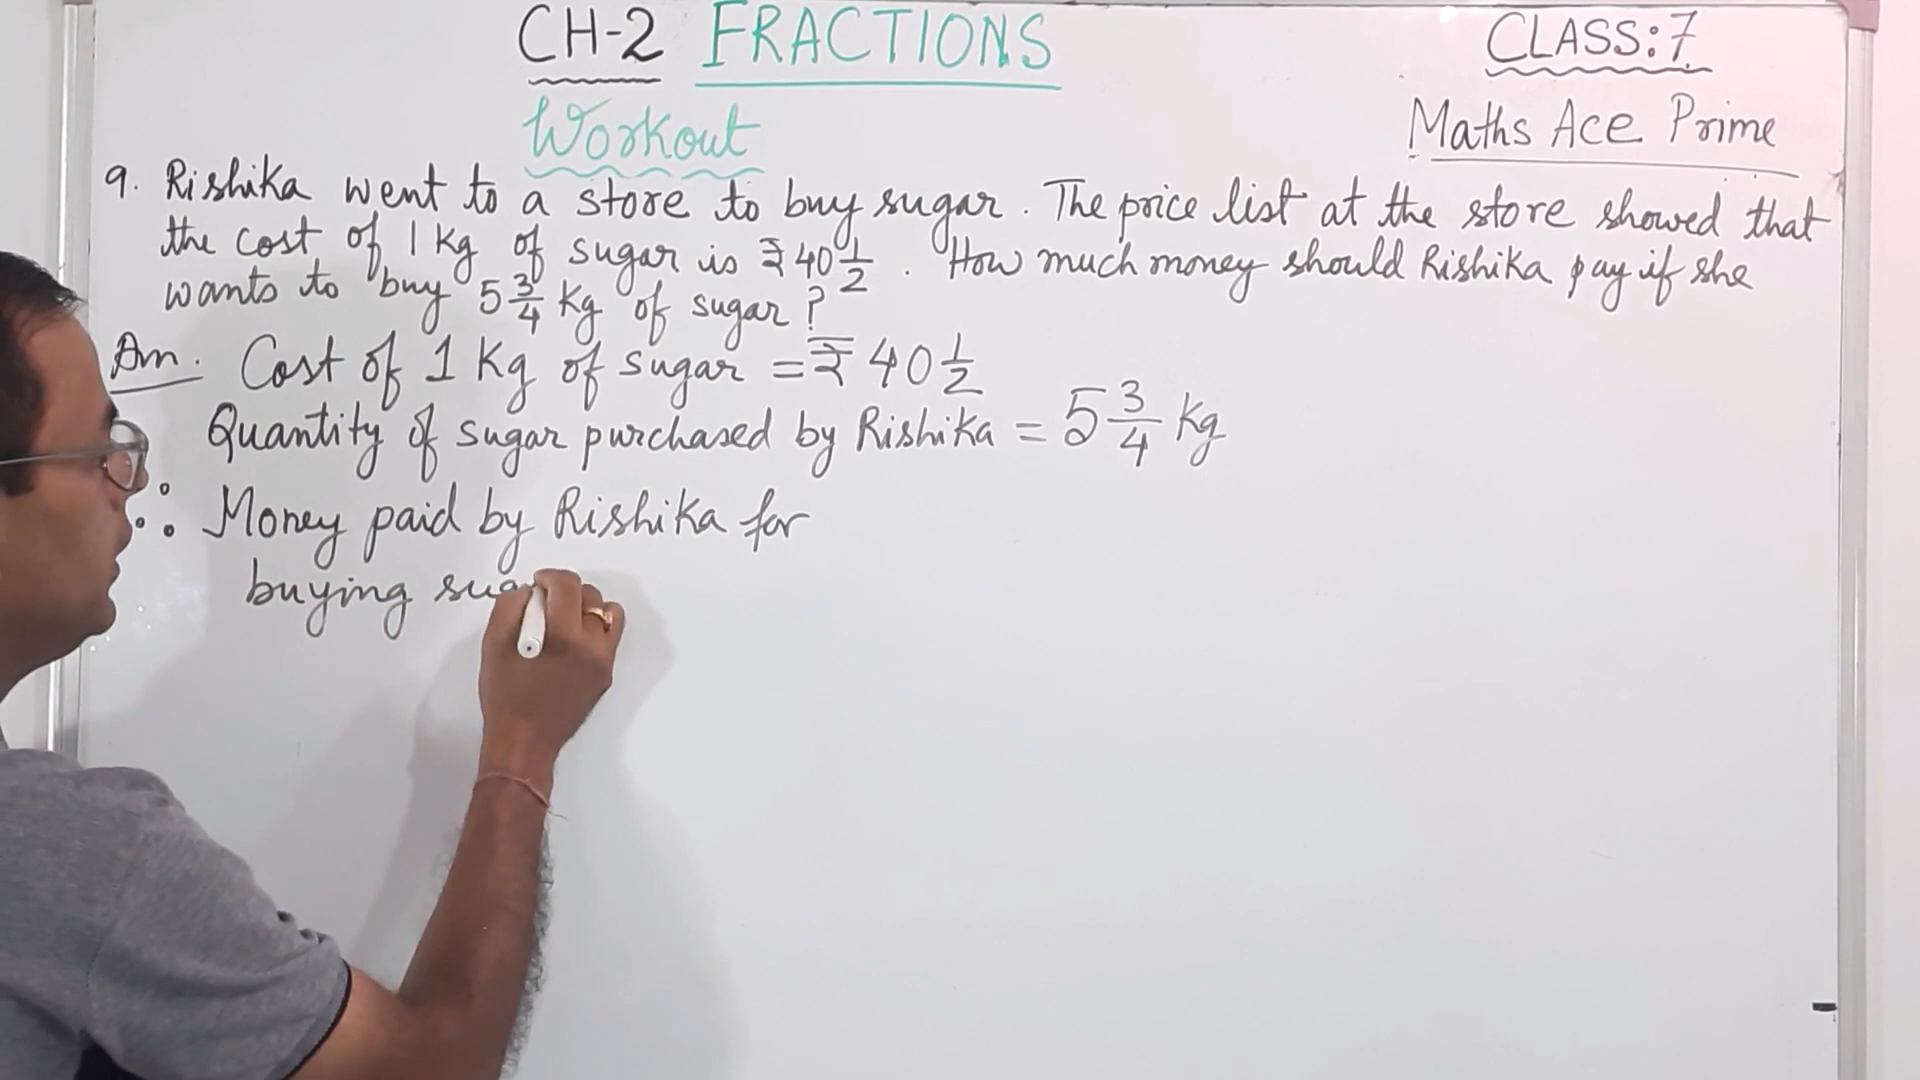 CH-2 FRACTIONS
CLASS:7
Workout
Maths Ace Prime
9. Rishika went to a store to buy sugar. The price list at the store showed that
the cost of 1 Kg of sugar is ₹40 1/2. How much money should Rishika pay if she
wants to buy 5 3/4 Kg of sugar?
Ans. Cost of 1 Kg of sugar = ₹ 40 1/2
Quantity of sugar purchased by Rishika = 5 3/4 Kg
∴ Money paid by Rishika for
buying